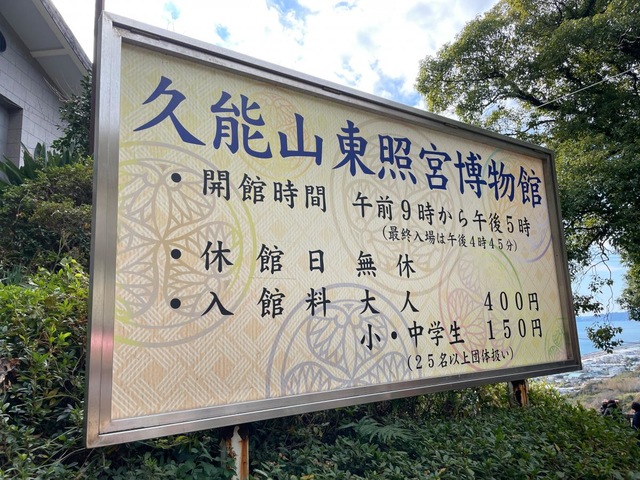 久能山東照宮博物館
・開館時間 午前9時から午後5時
(最終入場は午後4時45分)
・休館日 無休
・入館料 大人 400円
小・中学生 150円
(25名以上団体扱い)